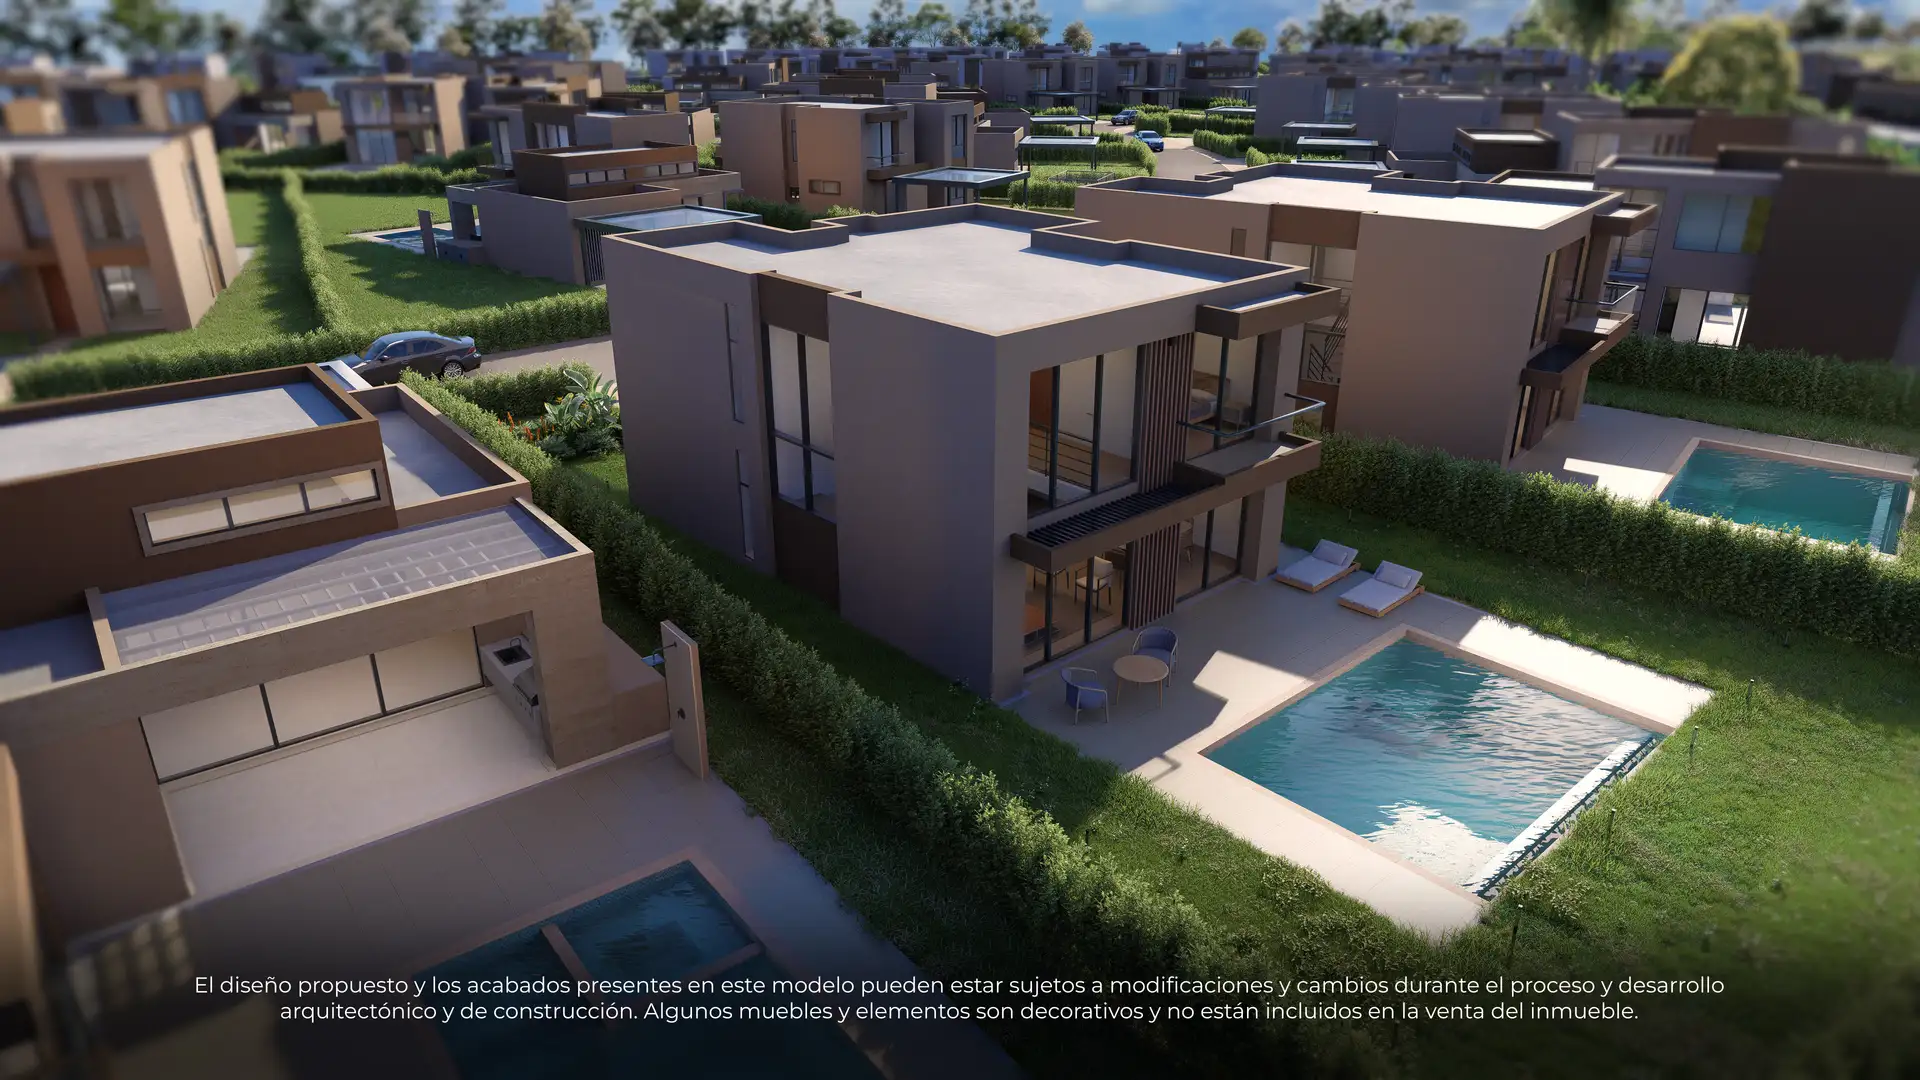 El diseño propuesto y los acabados presentes en este modelo pueden estar sujetos a modificaciones y cambios durante el proceso y desarrollo
arquitectónico y de construcción. Algunos muebles y elementos son decorativos y no están incluidos en la venta del inmueble.